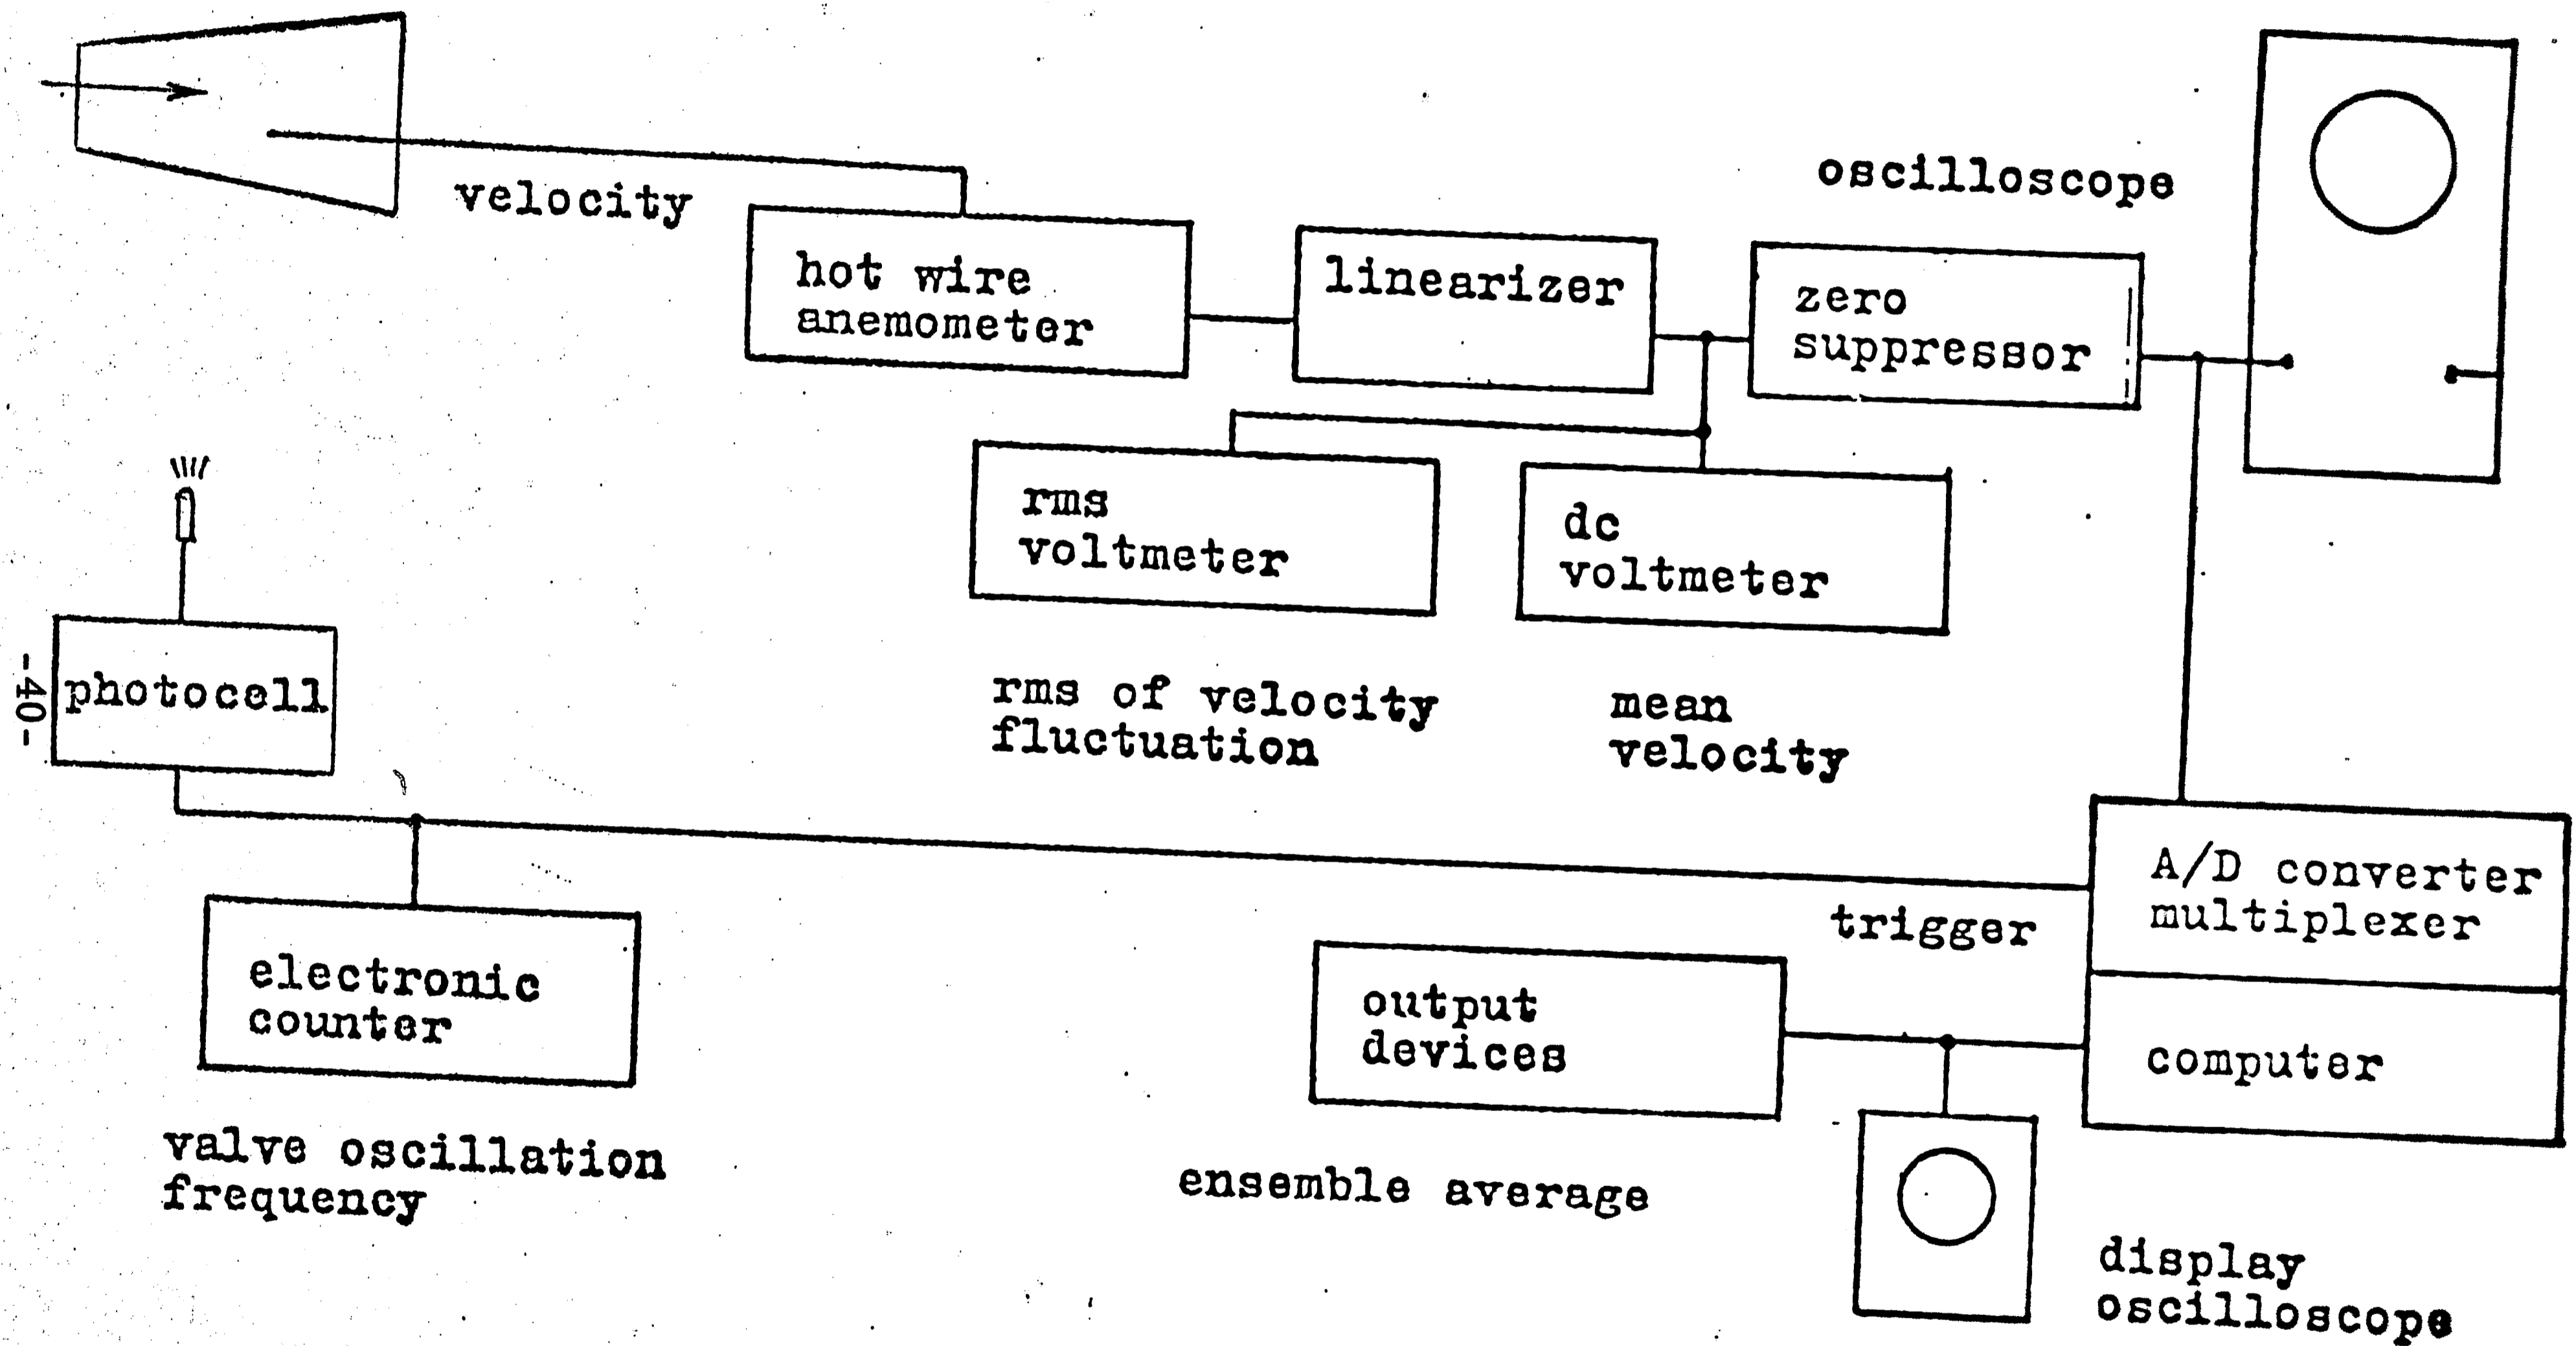 velocity
oscilloscope
hot wire
anemometer
linearizer
zero
suppressor
rms
voltmeter
dc
voltmeter
rms of velocity
fluctuation
mean
velocity
photocell
-40-
trigger
A/D converter
multiplexer
computer
electronic
counter
valve oscillation
frequency
output
devices
ensemble average
display
oscilloscope